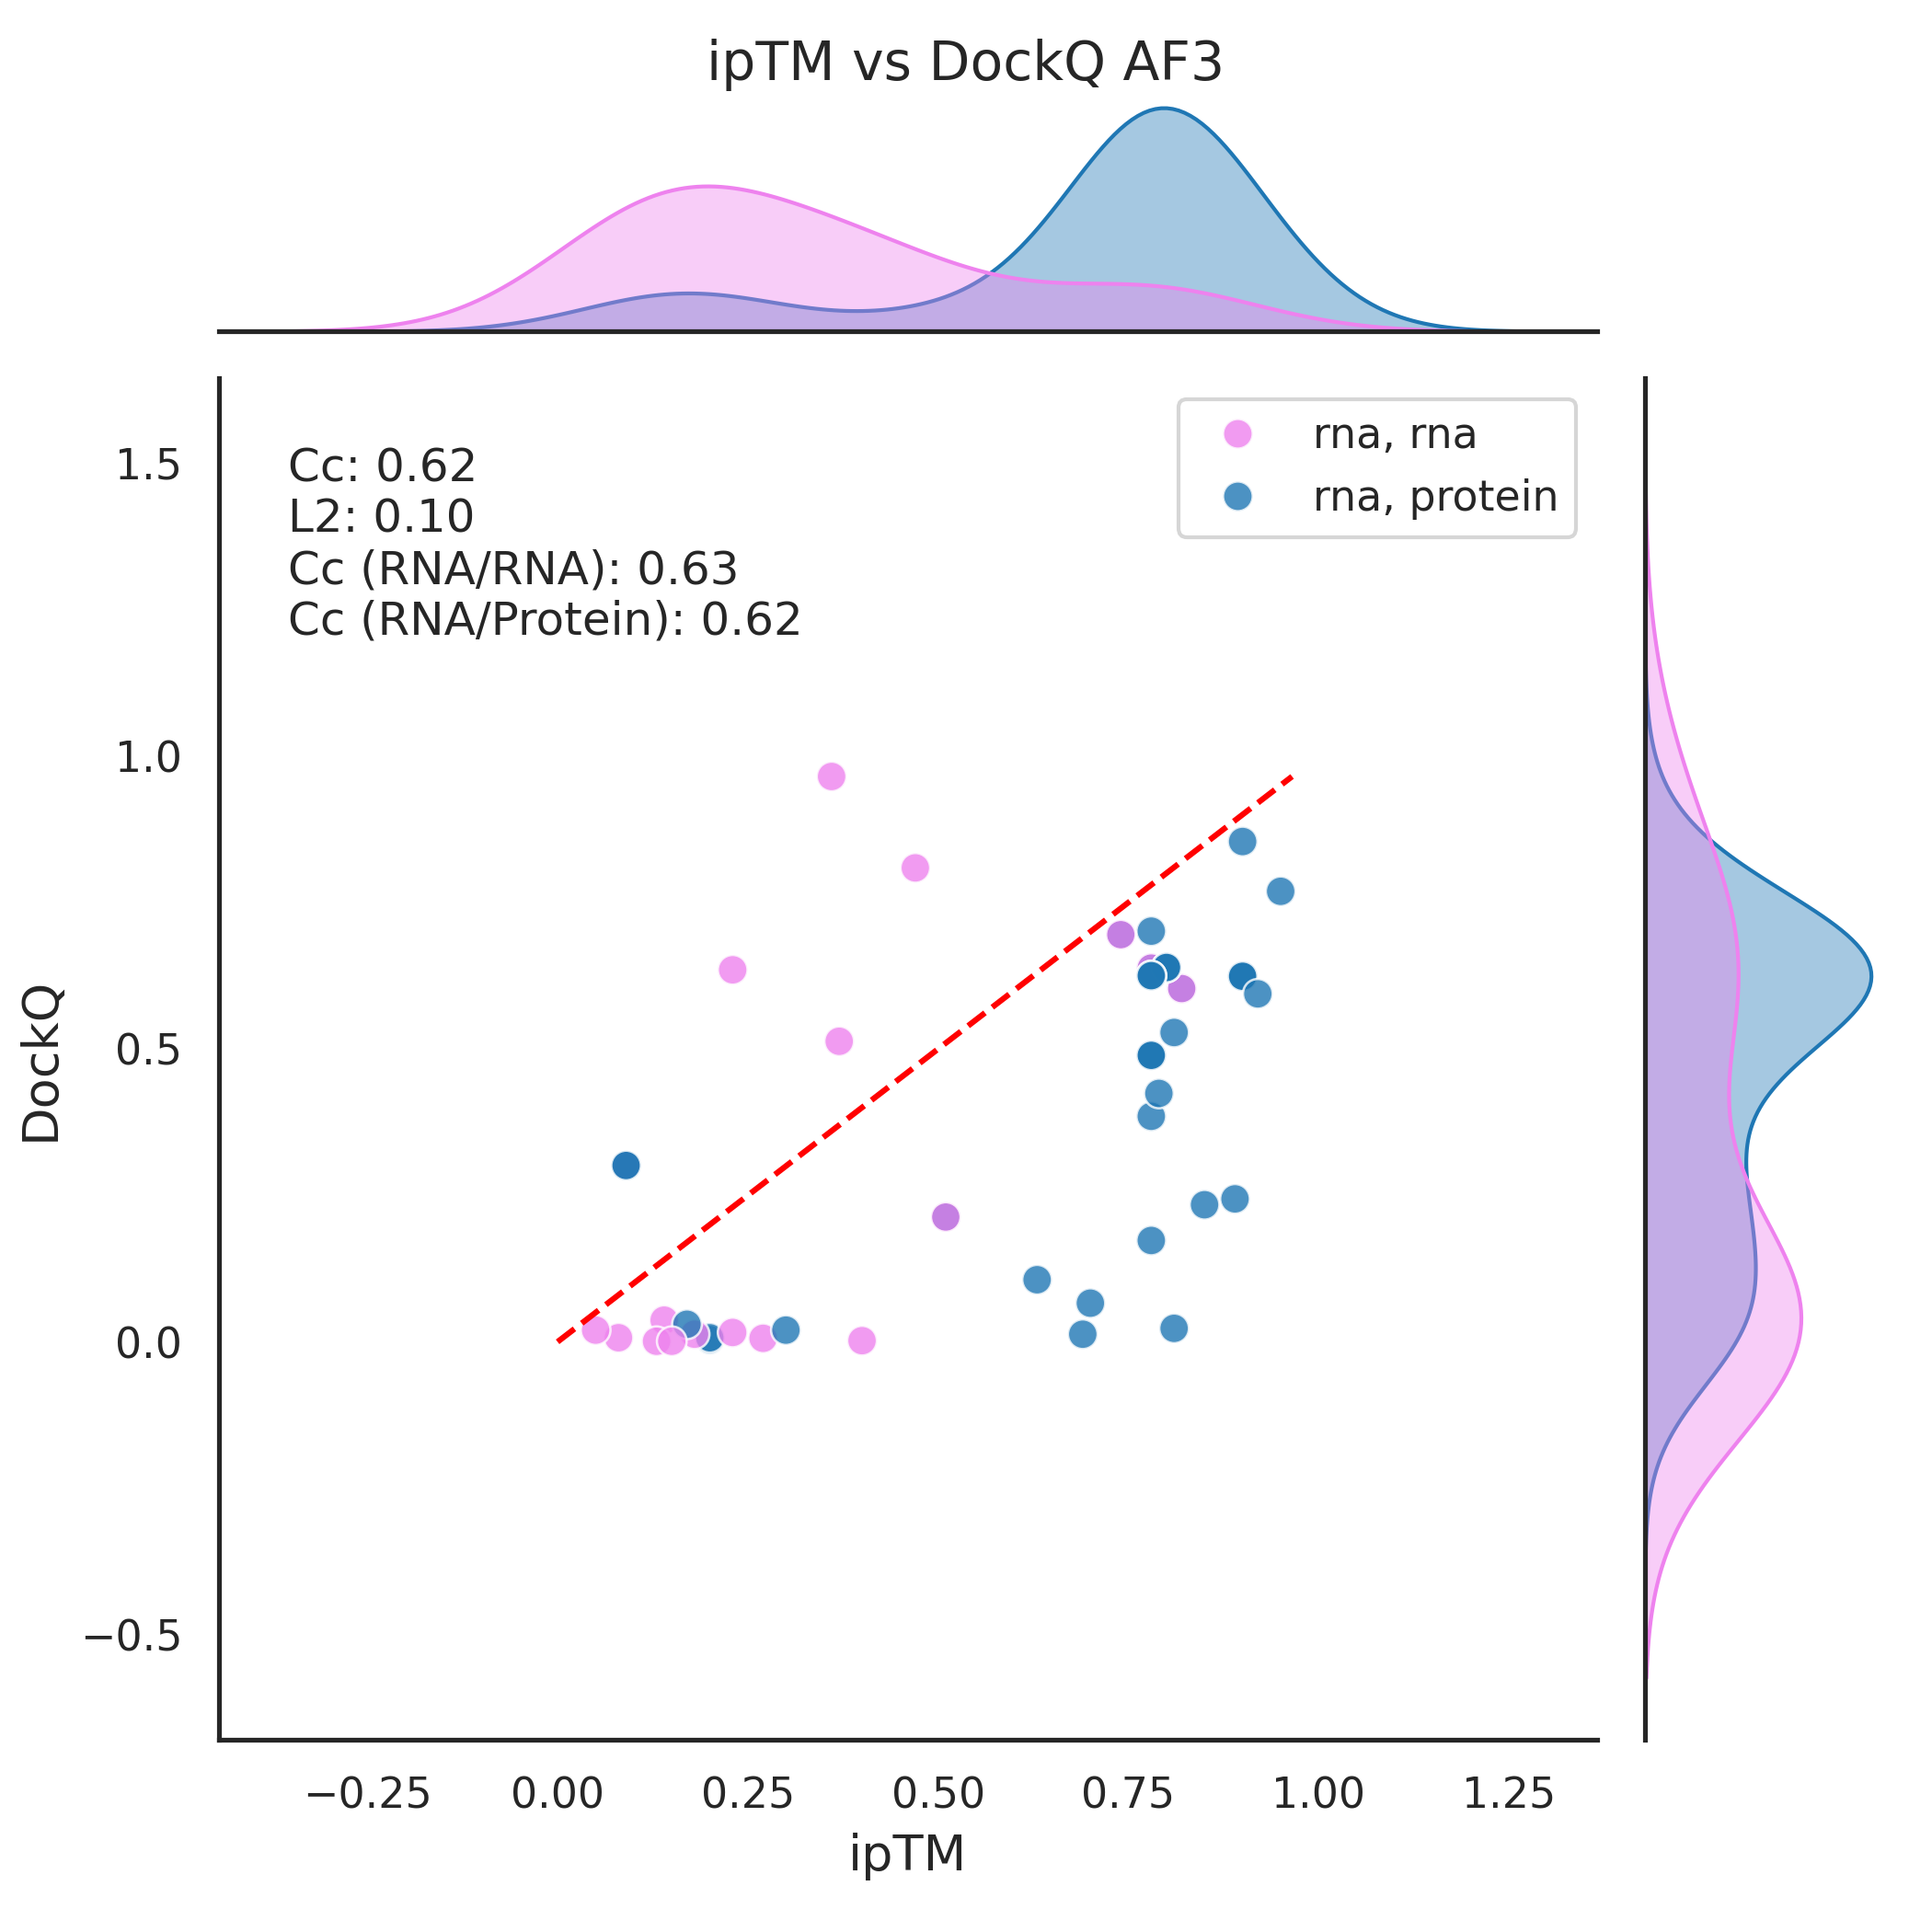 ipTM vs DockQ AF3
rna, rna
rna, protein
Cc: 0.62
L2: 0.10
Cc (RNA/RNA): 0.63
Cc (RNA/Protein): 0.62
DockQ
1.5
1.0
0.5
0.0
−0.5
−0.25 0.00 0.25 0.50 0.75 1.00 1.25
ipTM